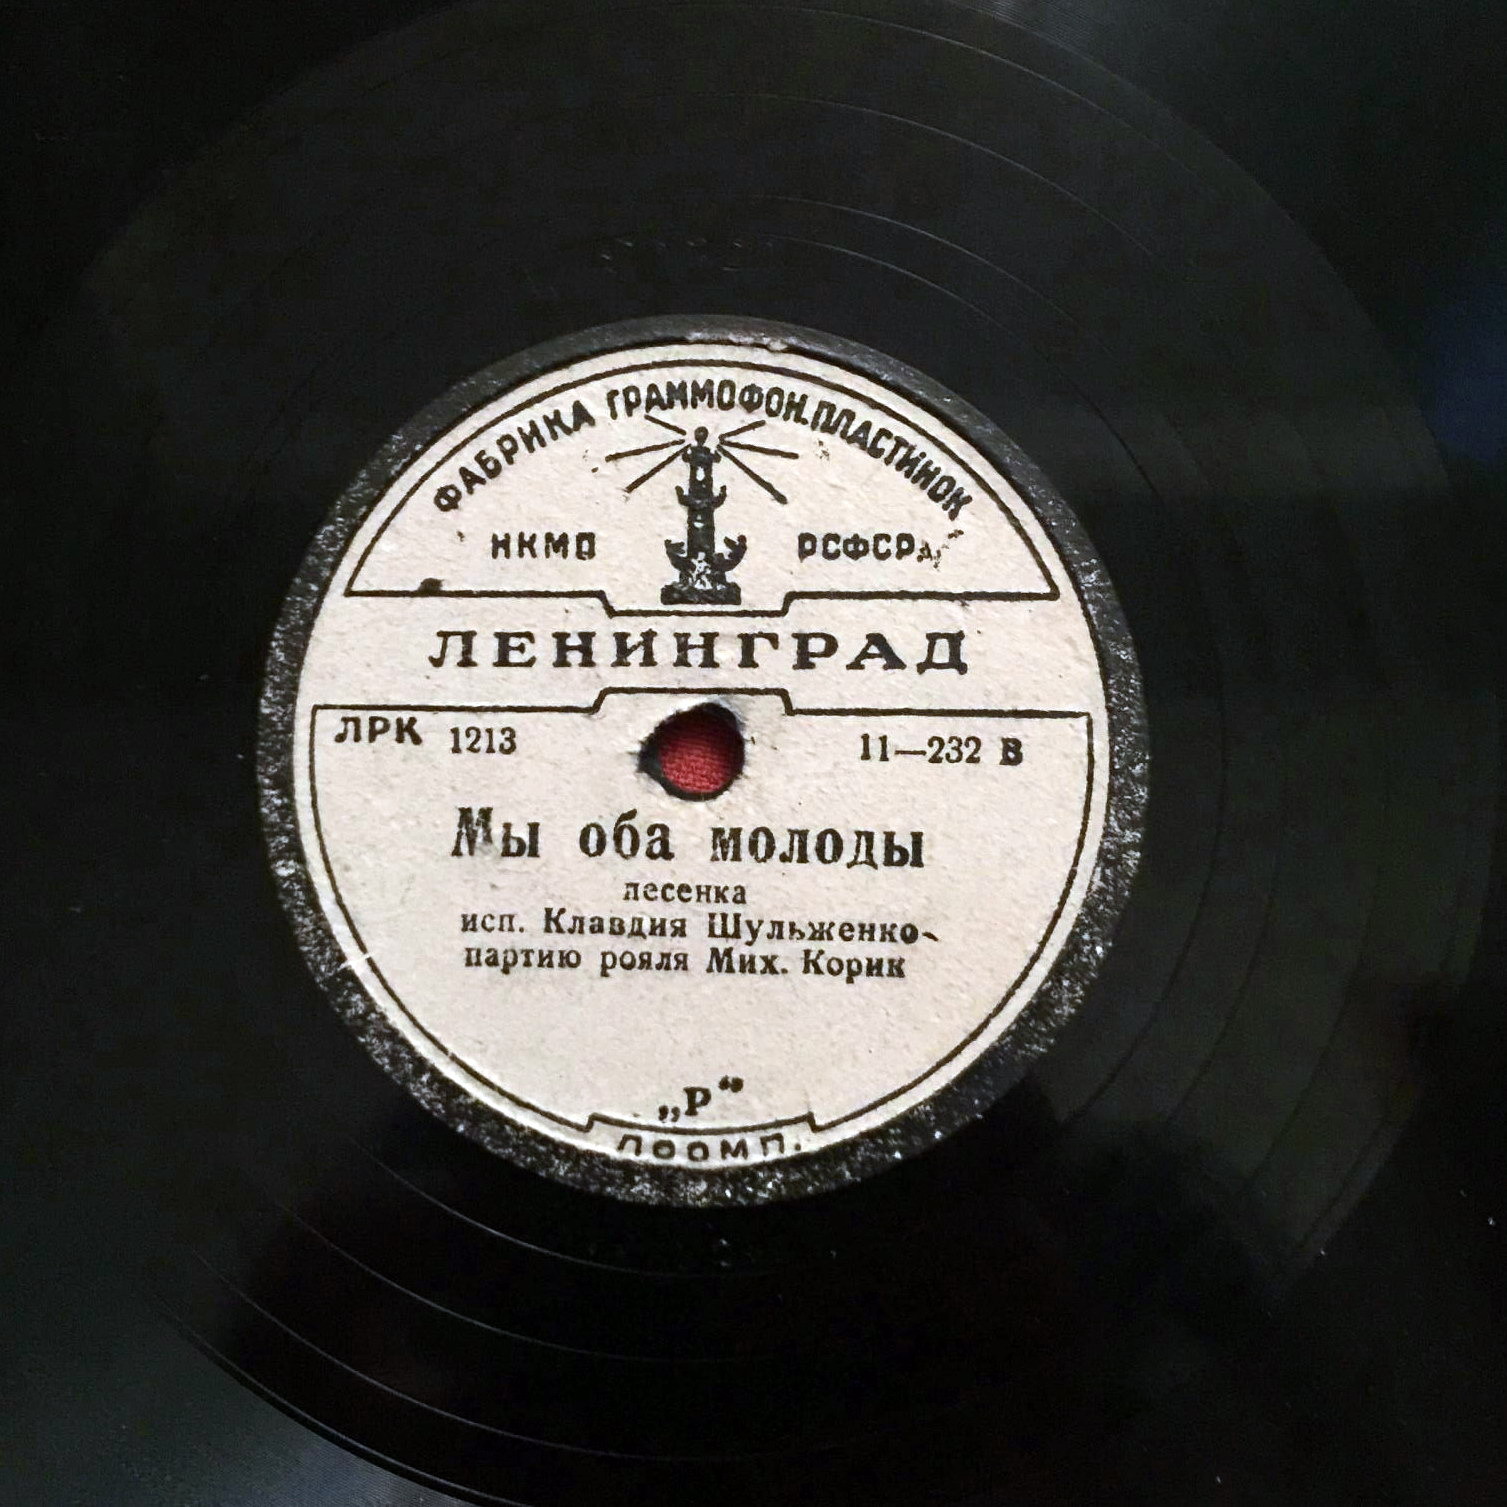 ФАБРИКА ГРАММОФОН.ПЛАСТИНОК
НКМП РСФСР
ЛЕНИНГРАД
ЛРК 1213 11—232 В
Мы оба молоды
песенка
исп. Клавдия Шульженко
партию рояля Мих. Корик
„Р“
ЛООМП.